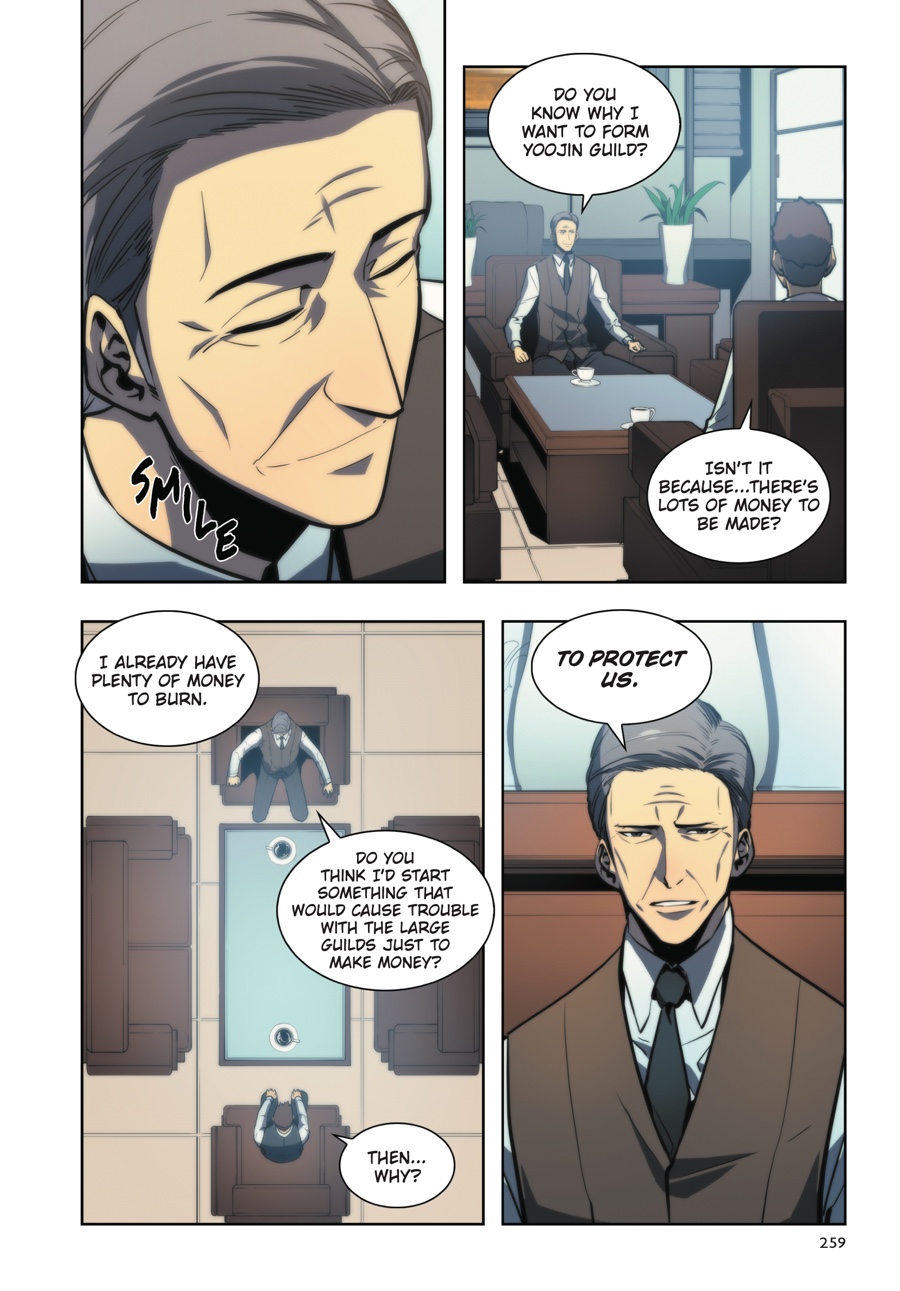 SMILE
DO YOU
KNOW WHY I
WANT TO FORM
YOOJIN GUILD?
ISN'T IT
BECAUSE...THERE'S
LOTS OF MONEY TO
BE MADE?
I ALREADY HAVE
PLENTY OF MONEY
TO BURN.
DO YOU
THINK I'D START
SOMETHING THAT
WOULD CAUSE TROUBLE
WITH THE LARGE
GUILDS JUST TO
MAKE MONEY?
THEN...
WHY?
TO PROTECT
US.
259